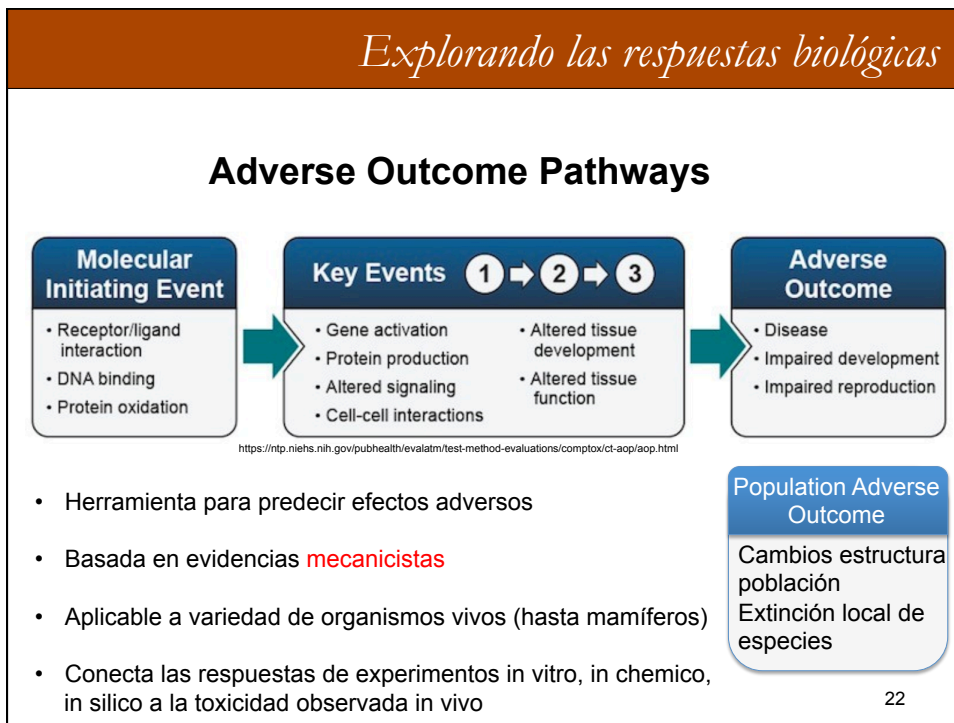 Explorando las respuestas biológicas
Adverse Outcome Pathways
Molecular
Initiating Event
• Receptor/ligand
interaction
• DNA binding
• Protein oxidation
Key Events 1 ⇨ 2 ⇨ 3
• Gene activation
• Protein production
• Altered signaling
• Cell-cell interactions
• Altered tissue
development
• Altered tissue
function
Adverse
Outcome
• Disease
• Impaired development
• Impaired reproduction
https://ntp.niehs.nih.gov/pubhealth/evalatm/test-method-evaluations/comptox/ct-aop/aop.html
• Herramienta para predecir efectos adversos
• Basada en evidencias mecanicistas
• Aplicable a variedad de organismos vivos (hasta mamíferos)
• Conecta las respuestas de experimentos in vitro, in chemico,
in silico a la toxicidad observada in vivo
Population Adverse
Outcome
Cambios estructura
población
Extinción local de
especies
22